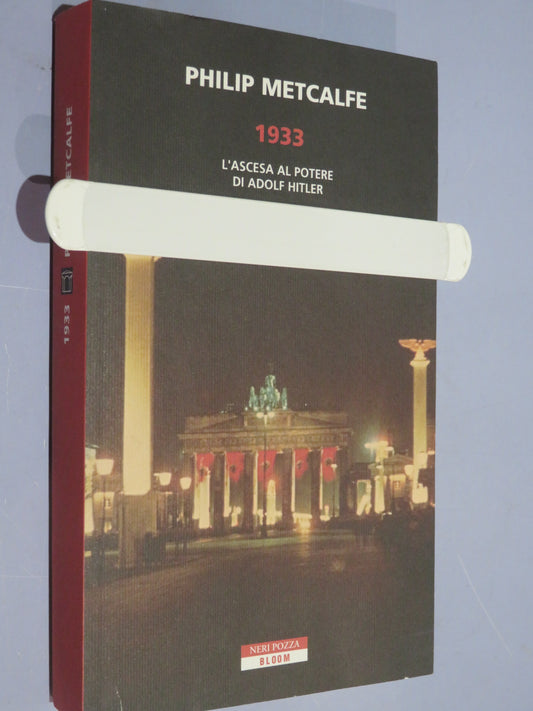 PHILIP METCALFE
1933
L'ASCESA AL POTERE
DI ADOLF HITLER
NERI POZZA
BLOOM
1933
METCALFE